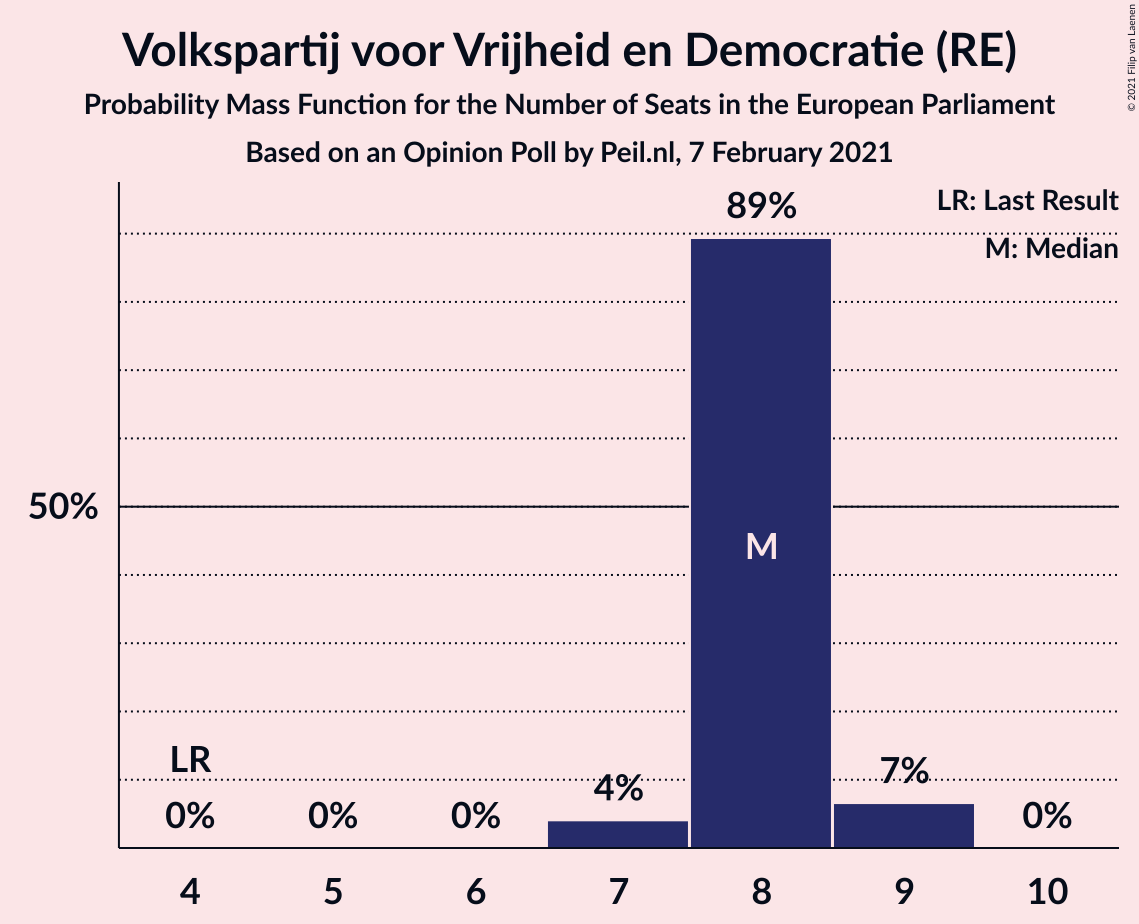 Volkspartij voor Vrijheid en Democratie (RE)
Probability Mass Function for the Number of Seats in the European Parliament
Based on an Opinion Poll by Peil.nl, 7 February 2021
© 2021 Filip van Laenen
LR: Last Result
M: Median
89%
50%
M
LR
0%
0%
0%
4%
7%
0%
4
5
6
7
8
9
10